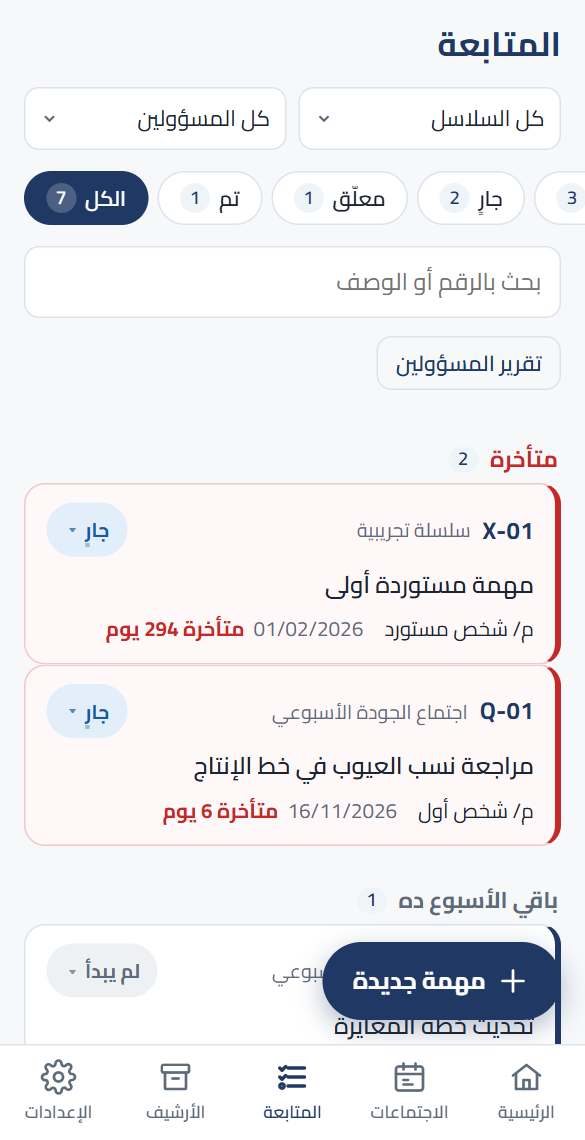 المتابعة
كل السلاسل
كل المسؤولين
3
جارٍ 2
معلّق 1
تم 1
الكل 7
بحث بالرقم أو الوصف
تقرير المسؤولين
متأخرة 2
X-01 سلسلة تجريبية جارٍ
مهمة مستوردة أولى
م/ شخص مستورد 01/02/2026 متأخرة 294 يوم
Q-01 اجتماع الجودة الأسبوعي جارٍ
مراجعة نسب العيوب في خط الإنتاج
م/ شخص أول 16/11/2026 متأخرة 6 يوم
باقي الأسبوع ده 1
لم يبدأ
مهمة جديدة
تحديث خطة المعايرة
الرئيسية
الاجتماعات
المتابعة
الأرشيف
الإعدادات